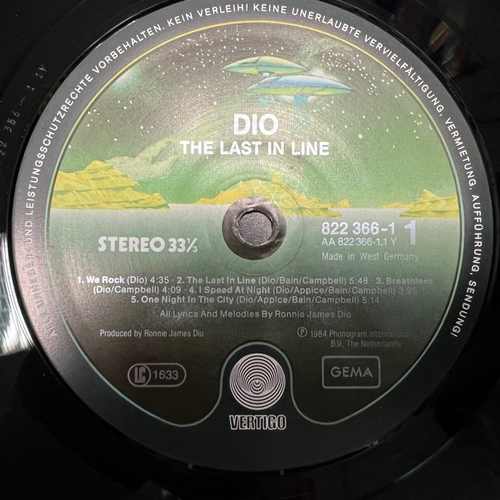 URHEBER- UND LEISTUNGSSCHUTZRECHTE VORBEHALTEN. KEIN VERLEIH! KEINE UNERLAUBTE VERVIELFÄLTIGUNG, VERMIETUNG, AUFFÜHRUNG, SENDUNG!
DIO
THE LAST IN LINE
STEREO 33⅓
822 366-1 1
AA 822 366-1.1 Y
Made in West Germany
1. We Rock (Dio) 4:35 · 2. The Last In Line (Dio/Bain/Campbell) 5:48 · 3. Breathless
(Dio/Campbell) 4:09 · 4. I Speed At Night (Dio/Appice/Bain/Campbell)
5. One Night In The City (Dio/Appice/Bain/Campbell) 5:14
All Lyrics And Melodies By Ronnie James Dio
Produced by Ronnie James Dio
℗ 1984 Phonogram International
B.V., The Netherlands
LC 1633
GEMA
VERTIGO